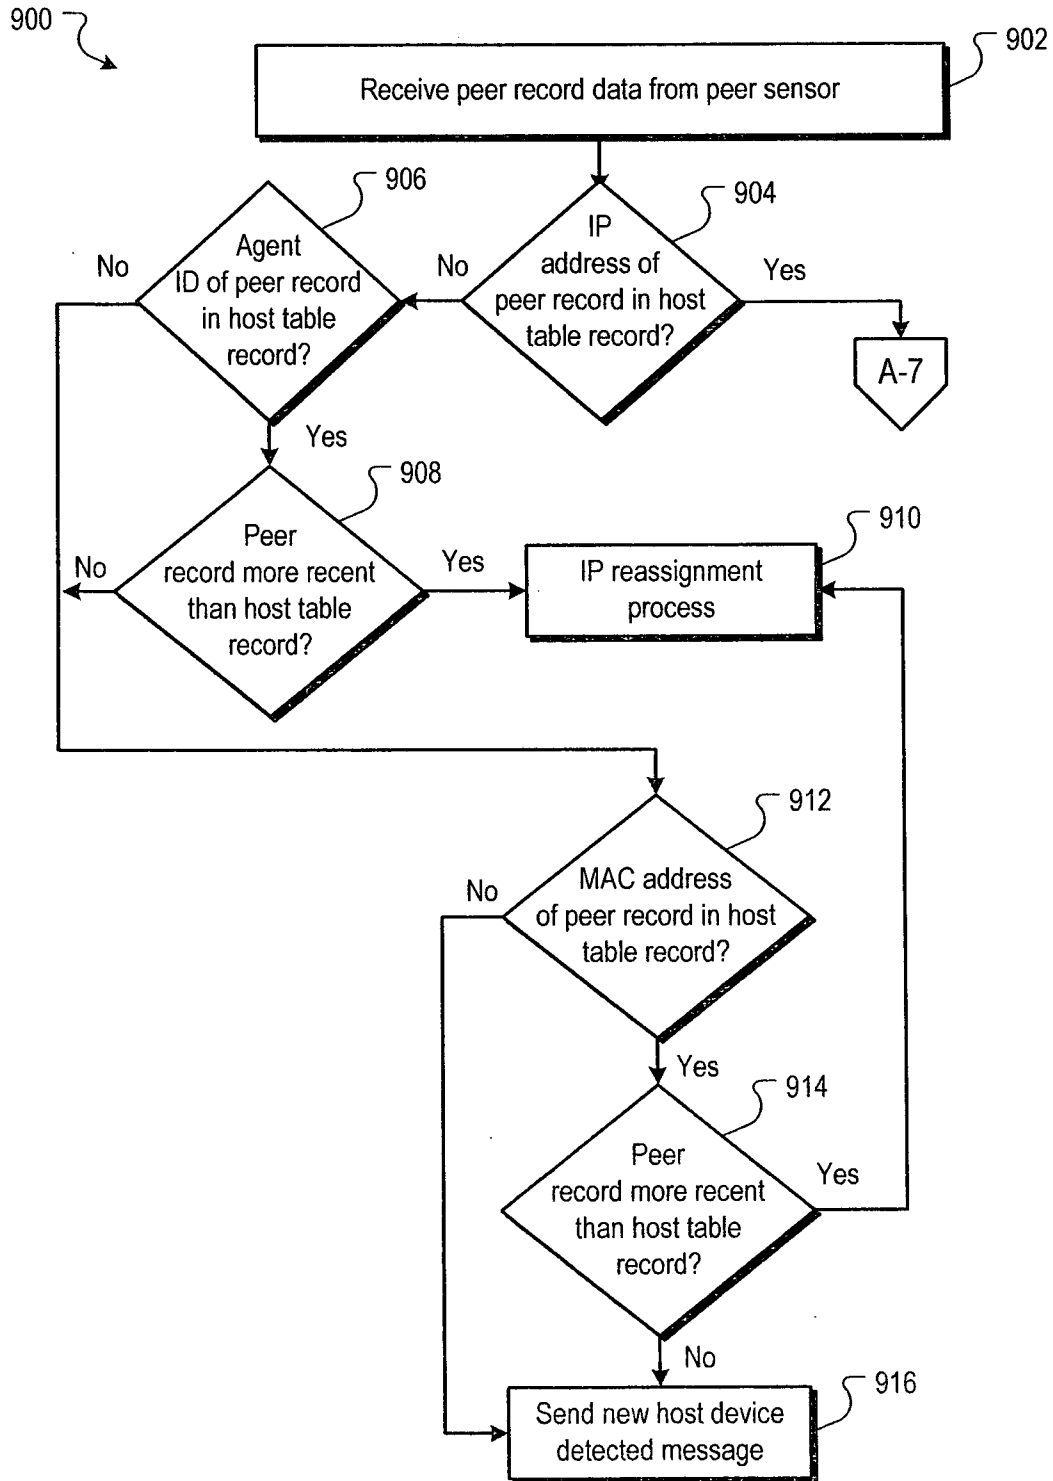 900
902
Receive peer record data from peer sensor
906
904
Agent
ID of peer record
in host table
record?
No
No
IP
address of
peer record in host
table record?
Yes
A-7
Yes
908
Peer
record more recent
than host table
record?
No
Yes
910
IP reassignment
process
912
MAC address
of peer record in host
table record?
No
Yes
914
Peer
record more recent
than host table
record?
Yes
No
916
Send new host device
detected message